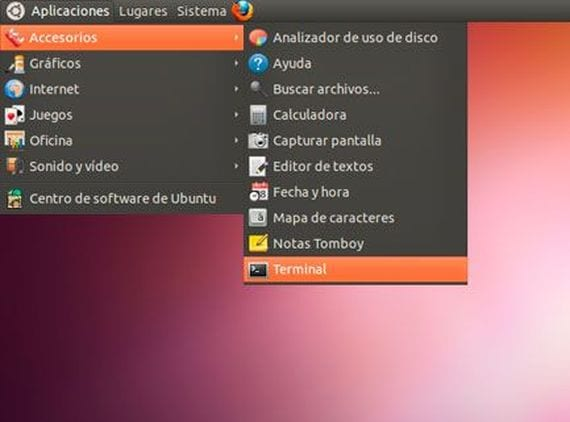 Aplicaciones Lugares Sistema
Accesorios
Gráficos
Internet
Juegos
Oficina
Sonido y vídeo
Centro de software de Ubuntu
Analizador de uso de disco
Ayuda
Buscar archivos...
Calculadora
Capturar pantalla
Editor de textos
Fecha y hora
Mapa de caracteres
Notas Tomboy
Terminal